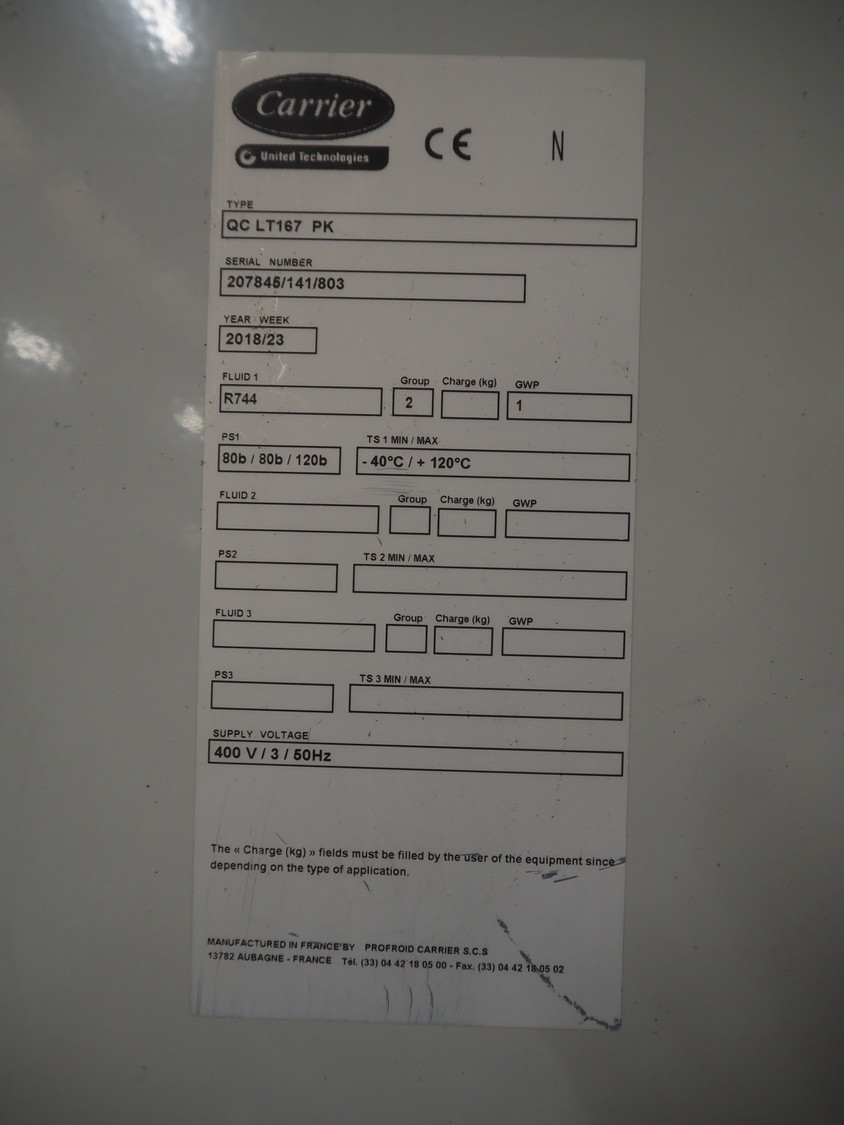 Carrier
United Technologies
CE N
TYPE
QC LT167 PK
SERIAL NUMBER
207845/141/803
YEAR WEEK
2018/23
FLUID 1 Group Charge (kg) GWP
R744 2 1
PS1 TS 1 MIN / MAX
80b / 80b / 120b - 40°C / + 120°C
FLUID 2 Group Charge (kg) GWP
PS2 TS 2 MIN / MAX
FLUID 3 Group Charge (kg) GWP
PS3 TS 3 MIN / MAX
SUPPLY VOLTAGE
400 V / 3 / 50Hz
The « Charge (kg) » fields must be filled by the user of the equipment since
depending on the type of application.
MANUFACTURED IN FRANCE BY PROFROID CARRIER S.C.S
13782 AUBAGNE - FRANCE Tél. (33) 04 42 18 05 00 - Fax. (33) 04 42 18 05 02